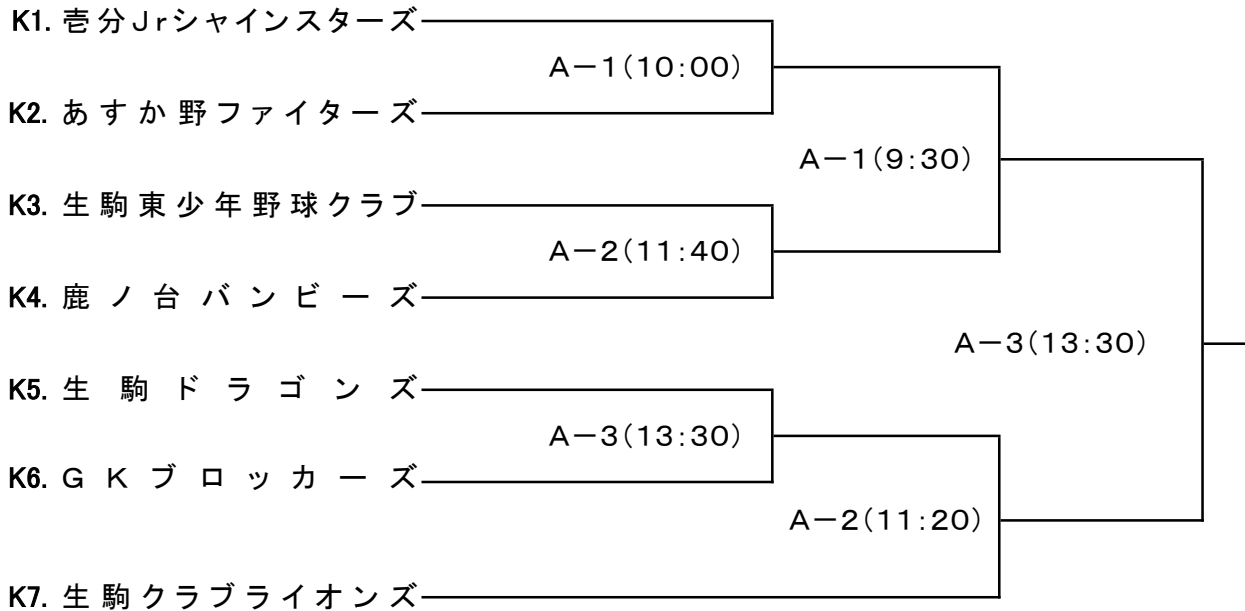 K1. 壱分Jrシャインスターズ
A－1(10:00)
K2. あすか野ファイターズ
A－1(9:30)
K3. 生駒東少年野球クラブ
A－2(11:40)
K4. 鹿ノ台バンビーズ
A－3(13:30)
K5. 生駒ドラゴンズ
A－3(13:30)
K6. GKブロッカーズ
A－2(11:20)
K7. 生駒クラブライオンズ